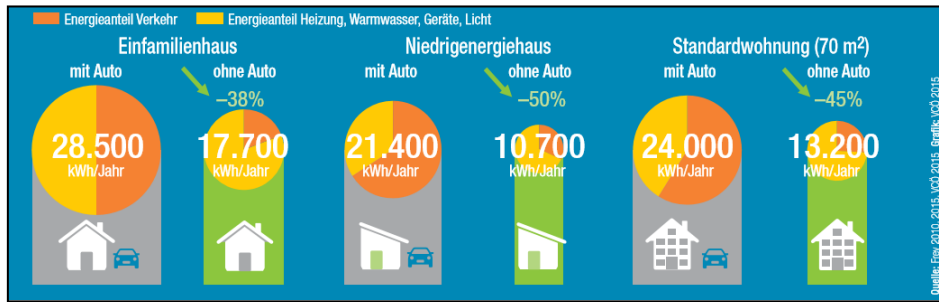 Energieanteil Verkehr
Energieanteil Heizung, Warmwasser, Geräte, Licht
Einfamilienhaus
mit Auto
ohne Auto
–38%
28.500
kWh/Jahr
17.700
kWh/Jahr
Niedrigenergiehaus
mit Auto
ohne Auto
–50%
21.400
kWh/Jahr
10.700
kWh/Jahr
Standardwohnung (70 m²)
mit Auto
ohne Auto
–45%
24.000
kWh/Jahr
13.200
kWh/Jahr
Quelle: Frey 2010, 2015, VCÖ 2015 Grafik: VCÖ 2015